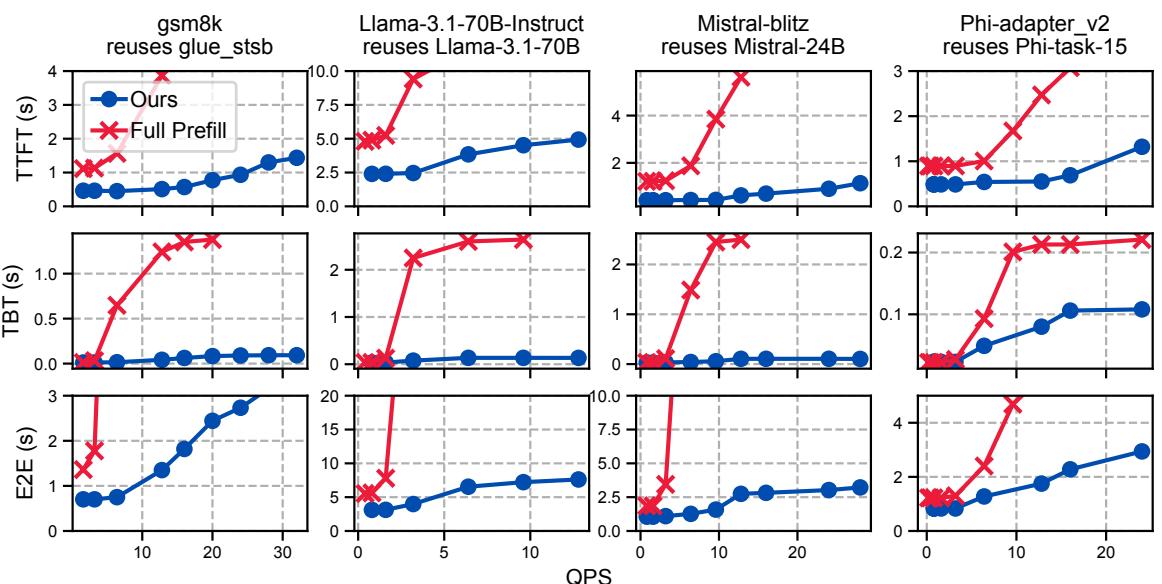 gsm8k
reuses glue_stsb
Llama-3.1-70B-Instruct
reuses Llama-3.1-70B
Mistral-blitz
reuses Mistral-24B
Phi-adapter_v2
reuses Phi-task-15
TTFT (s)
4
3
2
1
0
Ours
Full Prefill
10.0
7.5
5.0
2.5
0.0
4
2
3
2
1
0
TBT (s)
1.0
0.5
0.0
2
1
0
2
1
0
0.2
0.1
E2E (s)
3
2
1
0
20
15
10
5
0
10.0
7.5
5.0
2.5
0.0
4
2
0
10 20 30
0 5 10
0 10 20
0 10 20
QPS